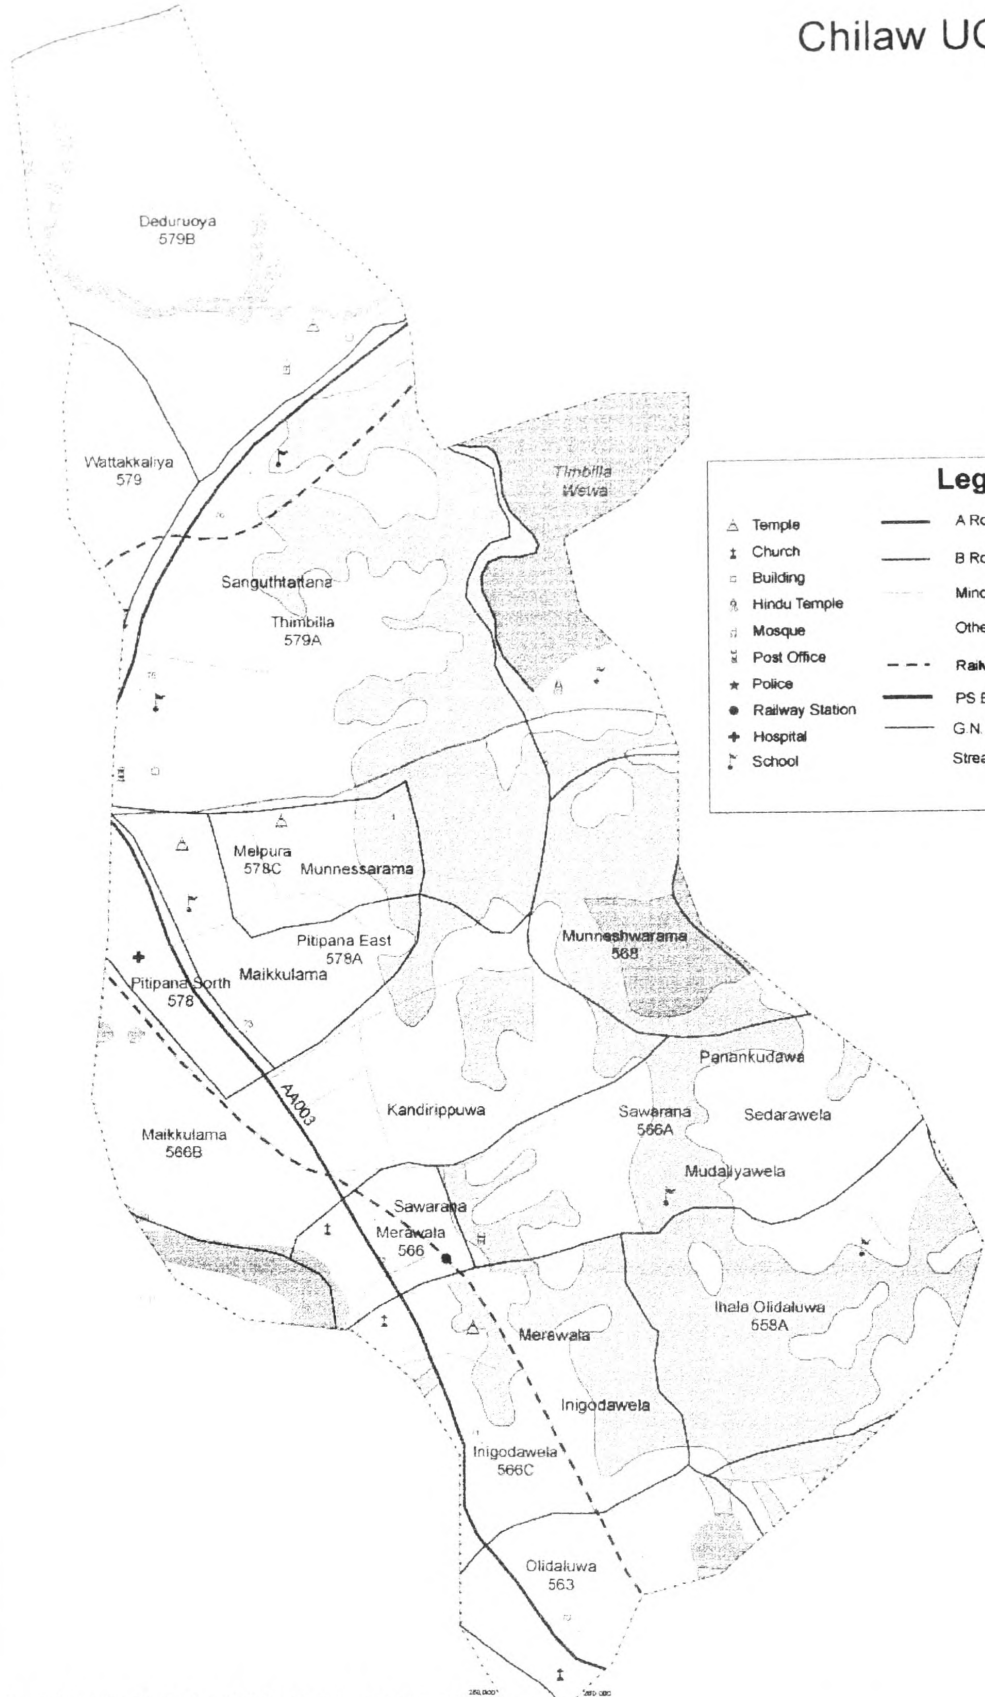 Chilaw UC
Deduruoya
579B
Wattakkaliya
579
Timbilla
Wewa
Sanguthtattana
Thimbilla
579A
Leg
Temple
Church
Building
Hindu Temple
Mosque
Post Office
Police
Railway Station
Hospital
School
A Ro
B Ro
Mino
Othe
Railw
PS B
G.N.
Strea
Melpura
578C
Munnessarama
Pitipana East
578A
Maikkulama
Pitipana Sorth
578
Munneshwarama
568
AA003
Panankudawa
Kandirippuwa
Sawarana
566A
Sedarawela
Maikkulama
566B
Mudaliyawela
Sawarana
Merawala
566
Ihala Olidaluwa
558A
Merawala
Inigodawela
Inigodawela
566C
Olidaluwa
563